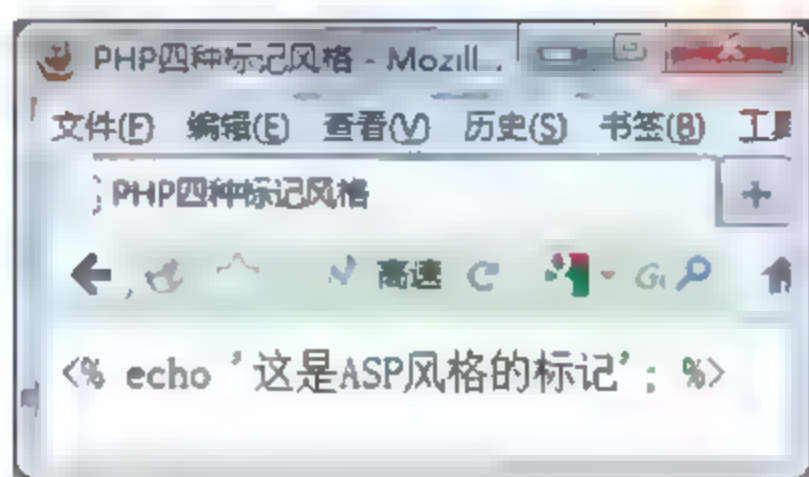 PHP四种标记风格 - Mozill...
文件(F) 编辑(E) 查看(V) 历史(S) 书签(B) 工具
PHP四种标记风格 +
高速
<% echo '这是ASP风格的标记'; %>